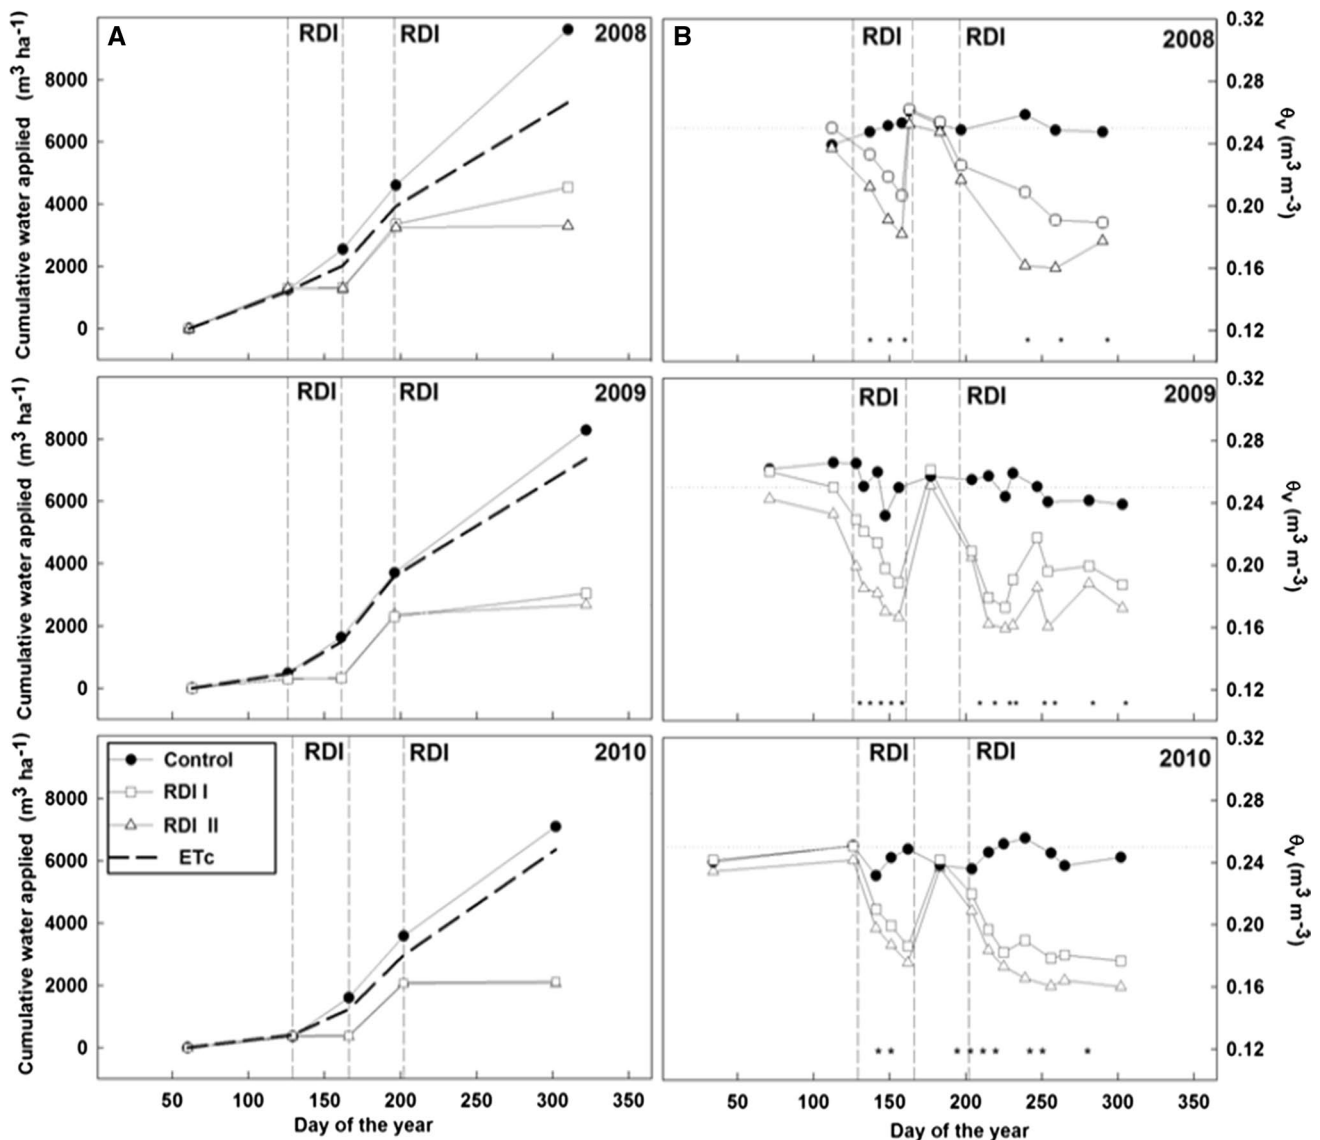 A
RDI
RDI
2008
Cumulative water applied (m³ ha⁻¹)
8000
6000
4000
2000
0
B
RDI
RDI
2008
0.32
0.28
0.24
0.20
0.16
0.12
θv (m³ m-³)
RDI
RDI
2009
Cumulative water applied (m³ ha⁻¹)
8000
6000
4000
2000
0
RDI
RDI
2009
0.32
0.28
0.24
0.20
0.16
0.12
θv (m³ m-³)
RDI
RDI
2010
Control
RDI I
RDI II
ETc
Cumulative water applied (m³ ha⁻¹)
8000
6000
4000
2000
0
50 100 150 200 250 300 350
Day of the year
RDI
RDI
2010
0.32
0.28
0.24
0.20
0.16
0.12
θv (m³ m-³)
50 100 150 200 250 300 350
Day of the year